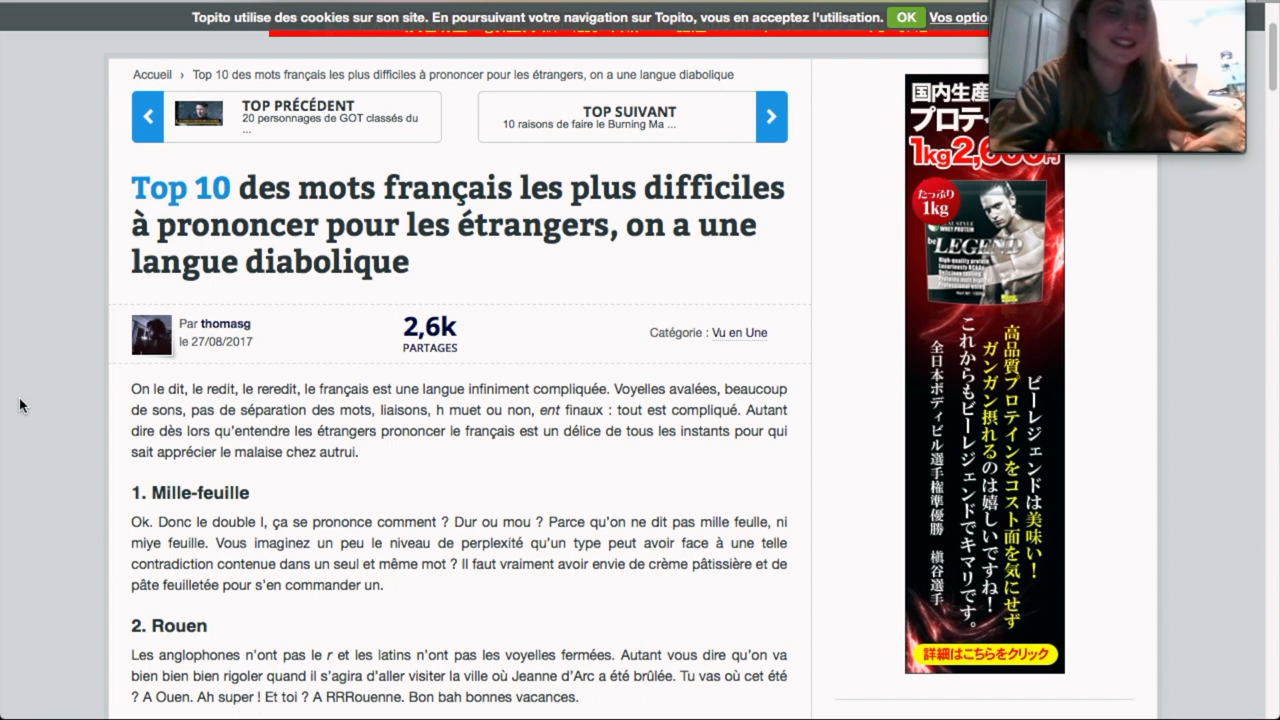 Topito utilise des cookies sur son site. En poursuivant votre navigation sur Topito, vous en acceptez l'utilisation. OK Vos optio
Accueil › Top 10 des mots français les plus difficiles à prononcer pour les étrangers, on a une langue diabolique
TOP PRÉCÉDENT
20 personnages de GOT classés du
...
TOP SUIVANT
10 raisons de faire le Burning Ma ...
Top 10 des mots français les plus difficiles
à prononcer pour les étrangers, on a une
langue diabolique
Par thomasg
le 27/08/2017
2,6k
PARTAGES
Catégorie : Vu en Une
On le dit, le redit, le reredit, le français est une langue infiniment compliquée. Voyelles avalées, beaucoup
de sons, pas de séparation des mots, liaisons, h muet ou non, ent finaux : tout est compliqué. Autant
dire dès lors qu'entendre les étrangers prononcer le français est un délice de tous les instants pour qui
sait apprécier le malaise chez autrui.
1. Mille-feuille
Ok. Donc le double l, ça se prononce comment ? Dur ou mou ? Parce qu'on ne dit pas mille feulle, ni
miye feuille. Vous imaginez un peu le niveau de perplexité qu'un type peut avoir face à une telle
contradiction contenue dans un seul et même mot ? Il faut vraiment avoir envie de crème pâtissière et de
pâte feuilletée pour s'en commander un.
2. Rouen
Les anglophones n'ont pas le r et les latins n'ont pas les voyelles fermées. Autant vous dire qu'on va
bien bien bien rigoler quand il s'agira d'aller visiter la ville où Jeanne d'Arc a été brûlée. Tu vas où cet été
? A Ouen. Ah super ! Et toi ? A RRRouenne. Bon bah bonnes vacances.
国内生産
プロテ
1kg2,
たっぷり
1kg
WHEY PROTEIN
be LEGEND
High-quality protein
ビーレジェンドは美味い！
高品質プロテインをコスト面を気にせず
ガンガン摂れるのは嬉しいですね！
これからもビーレジェンドでキマリです。
全日本ボディビル選手権準優勝 槇谷選手
詳細はこちらをクリック